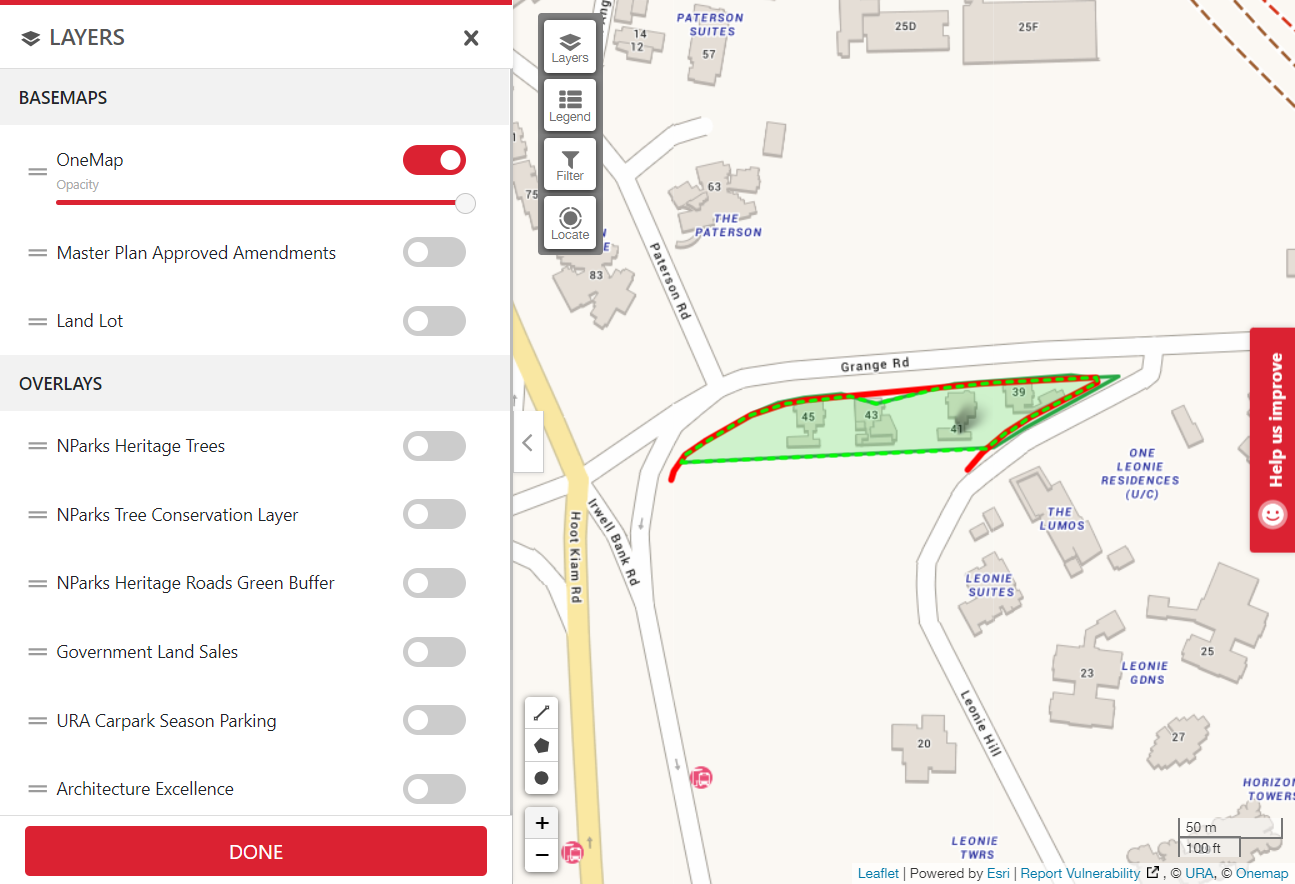 LAYERS
BASEMAPS
OneMap
Opacity
Master Plan Approved Amendments
Land Lot
OVERLAYS
NParks Heritage Trees
NParks Tree Conservation Layer
NParks Heritage Roads Green Buffer
Government Land Sales
URA Carpark Season Parking
Architecture Excellence
DONE
Layers
Legend
Filter
Locate
PATERSON
SUITES
14
12
57
25D
25F
75
63
THE
PATERSON
83
Paterson Rd
Grange Rd
45
43
41
39
Hoot Kiam Rd
Irwell Bank Rd
ONE
LEONIE
RESIDENCES
(U/C)
THE
LUMOS
LEONIE
SUITES
23
LEONIE
GDNS
25
27
20
Leonie Hill
HORIZON
TOWERS
LEONIE
TWRS
Help us improve
+
−
50 m
100 ft
Leaflet | Powered by Esri | Report Vulnerability , © URA, © Onemap